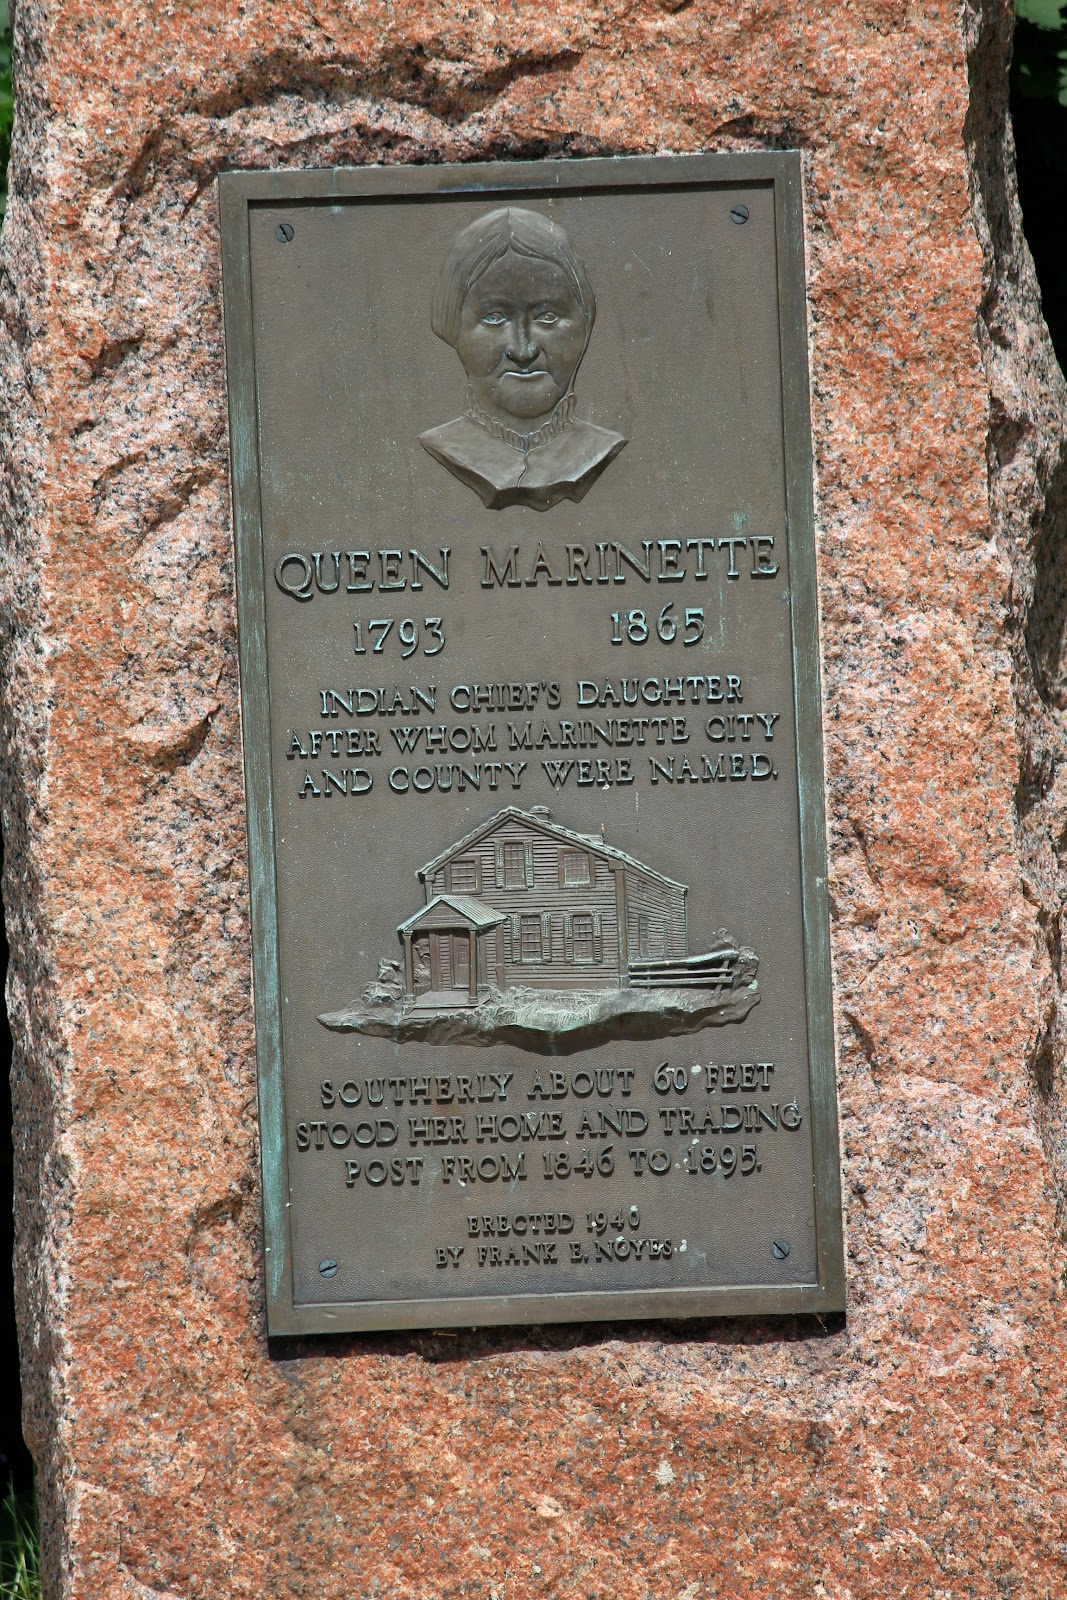 QUEEN MARINETTE
1793 1865
INDIAN CHIEF'S DAUGHTER
AFTER WHOM MARINETTE CITY
AND COUNTY WERE NAMED.
SOUTHERLY ABOUT 60 FEET
STOOD HER HOME AND TRADING
POST FROM 1846 TO 1895.
ERECTED 1940
BY FRANK E. NOYES